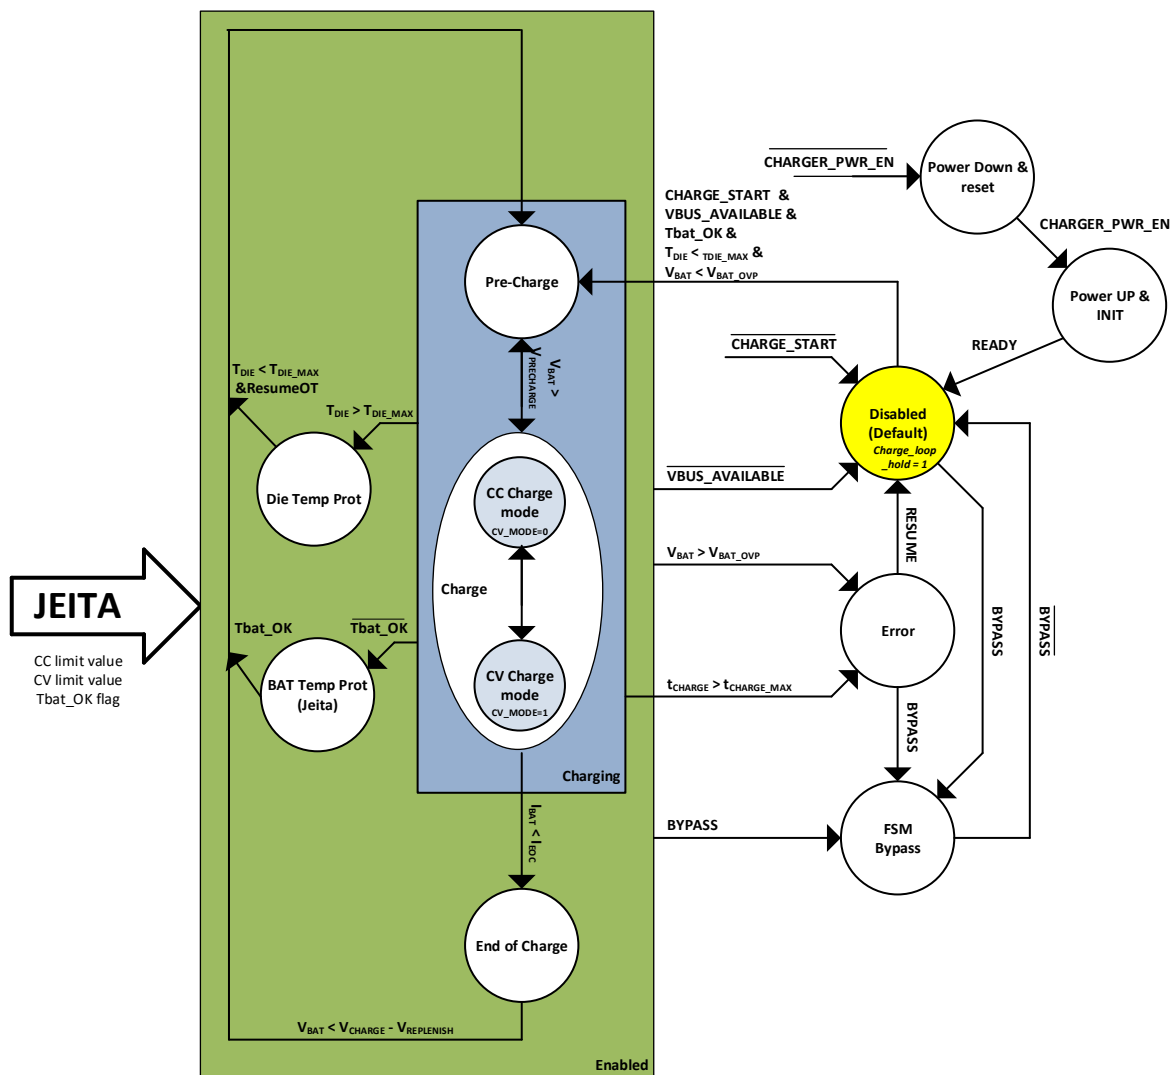 CHARGER_PWR_EN
Power Down &
reset
CHARGER_PWR_EN
Power UP &
INIT
READY
CHARGE_START &
VBUS_AVAILABLE &
Tbat_OK &
TDIE < TDIE_MAX &
VBAT < VBAT_OVP
Pre-Charge
CHARGE_START
VBAT >
VPRECHARGE
TDIE < TDIE_MAX
&ResumeOT
TDIE > TDIE_MAX
Disabled
(Default)
Charge_loop
_hold = 1
Die Temp Prot
VBUS_AVAILABLE
CC Charge
mode
CV_MODE=0
RESUME
VBAT > VBAT_OVP
Charge
JEITA
CC limit value
CV limit value
Tbat_OK flag
Tbat_OK
Tbat_OK
BAT Temp Prot
(Jeita)
CV Charge
mode
CV_MODE=1
Error
tCHARGE > tCHARGE_MAX
BYPASS
BYPASS
BYPASS
Charging
IBAT < IEOC
BYPASS
FSM
Bypass
End of Charge
VBAT < VCHARGE - VREPLENISH
Enabled